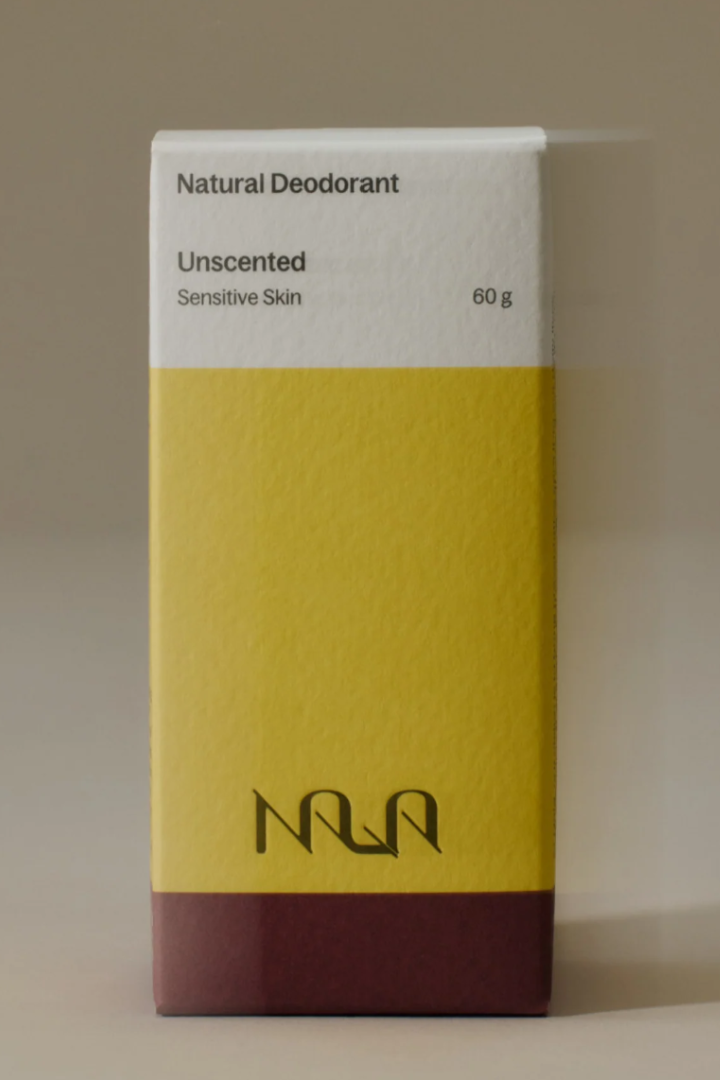 Natural Deodorant
Unscented
Sensitive Skin 60 g
NALA